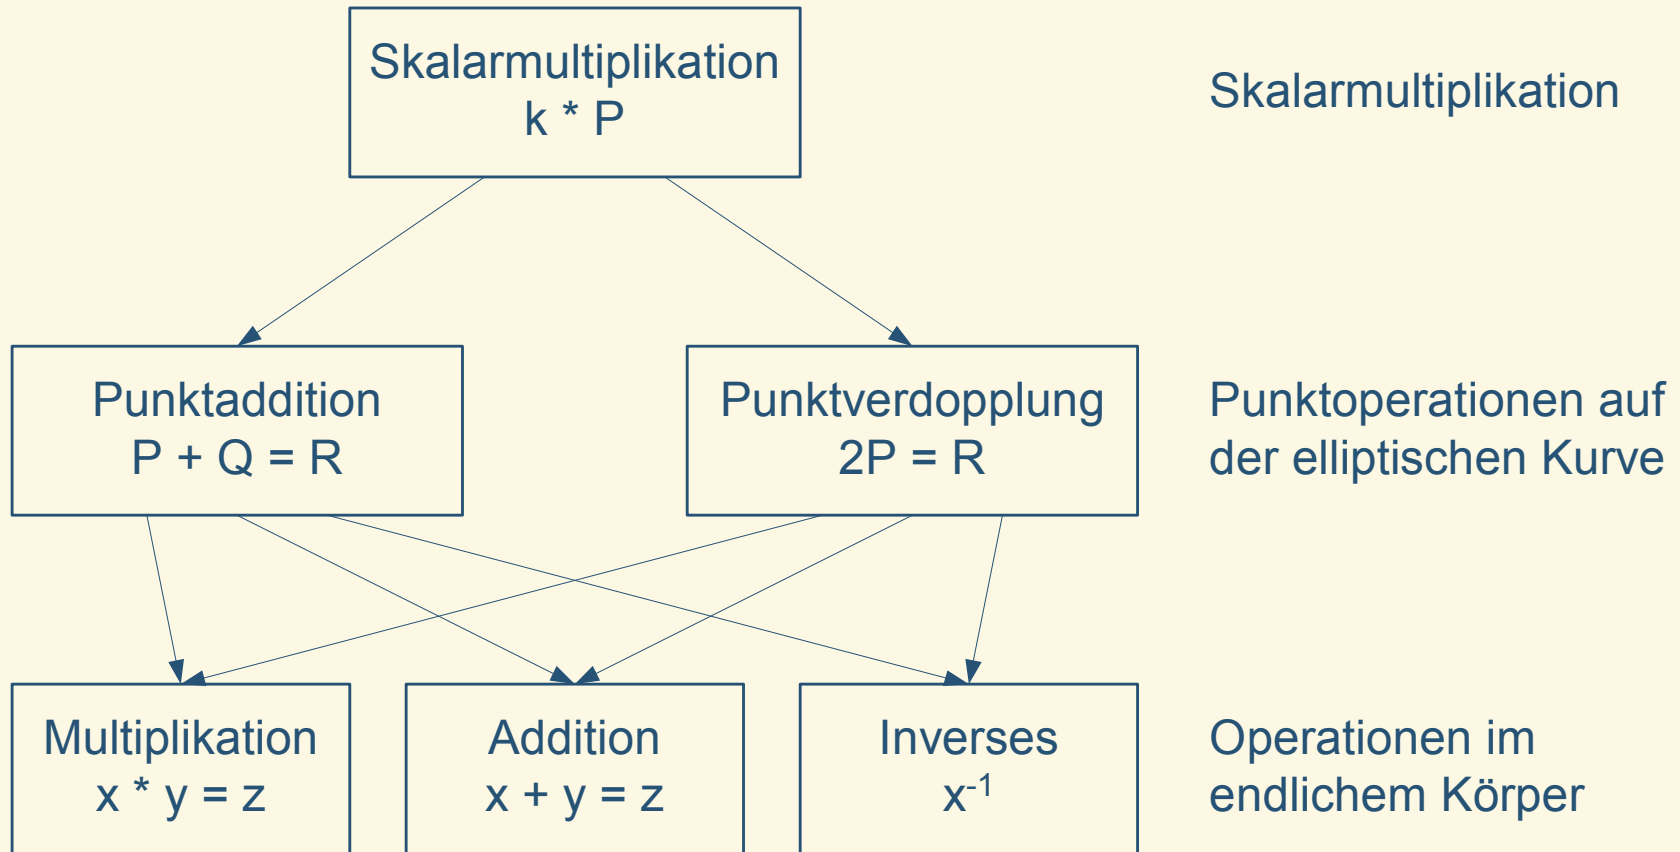 Skalarmultiplikation
k * P
Skalarmultiplikation
Punktaddition
P + Q = R
Punktverdopplung
2P = R
Punktoperationen auf
der elliptischen Kurve
Multiplikation
x * y = z
Addition
x + y = z
Inverses
x⁻¹
Operationen im
endlichem Körper